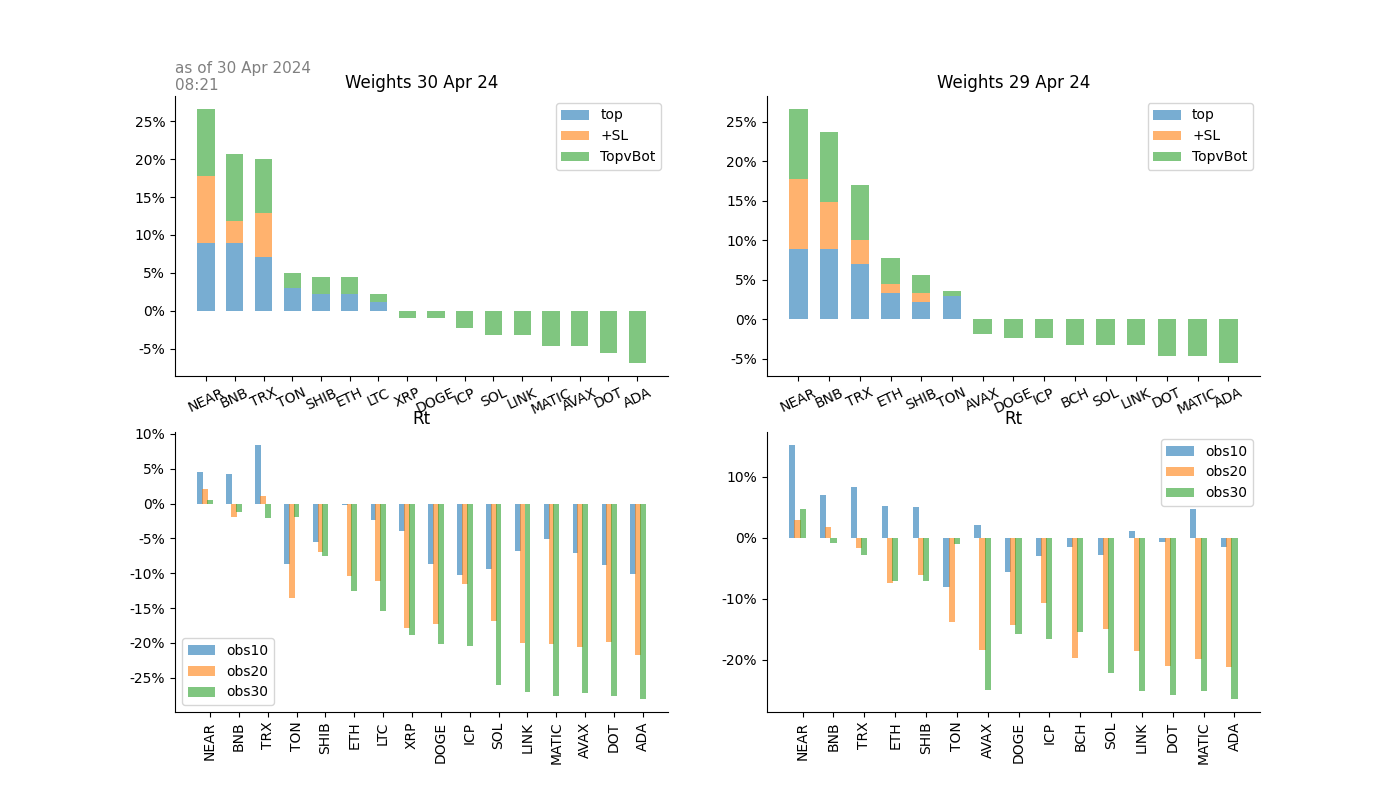 as of 30 Apr 2024
08:21
Weights 30 Apr 24
25%
20%
15%
10%
5%
0%
-5%
top
+SL
TopvBot
NEAR BNB TRX TON SHIB ETH LTC XRP DOGE ICP SOL LINK MATIC AVAX DOT ADA
Weights 29 Apr 24
25%
20%
15%
10%
5%
0%
-5%
top
+SL
TopvBot
NEAR BNB TRX ETH SHIB TON AVAX DOGE ICP BCH SOL LINK DOT MATIC ADA
Rt
10%
5%
0%
-5%
-10%
-15%
-20%
-25%
obs10
obs20
obs30
NEAR BNB TRX TON SHIB ETH LTC XRP DOGE ICP SOL LINK MATIC AVAX DOT ADA
Rt
10%
0%
-10%
-20%
obs10
obs20
obs30
NEAR BNB TRX ETH SHIB TON AVAX DOGE ICP BCH SOL LINK DOT MATIC ADA